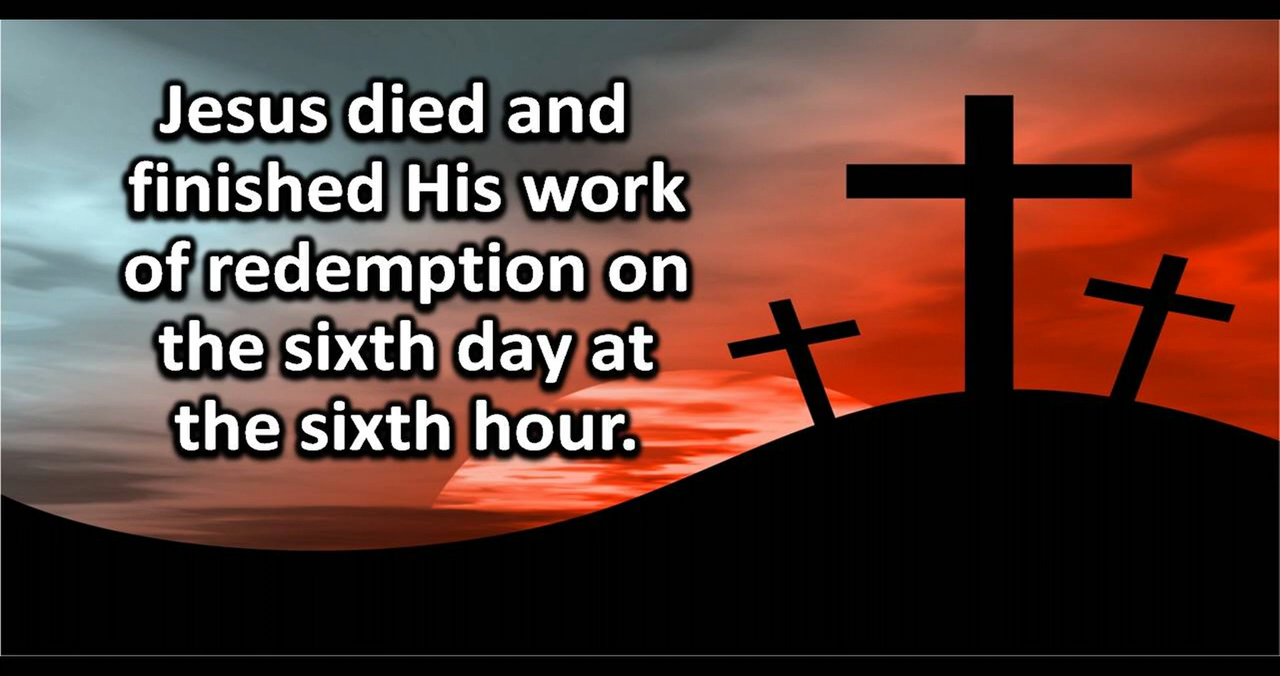 Jesus died and
finished His work
of redemption on
the sixth day at
the sixth hour.